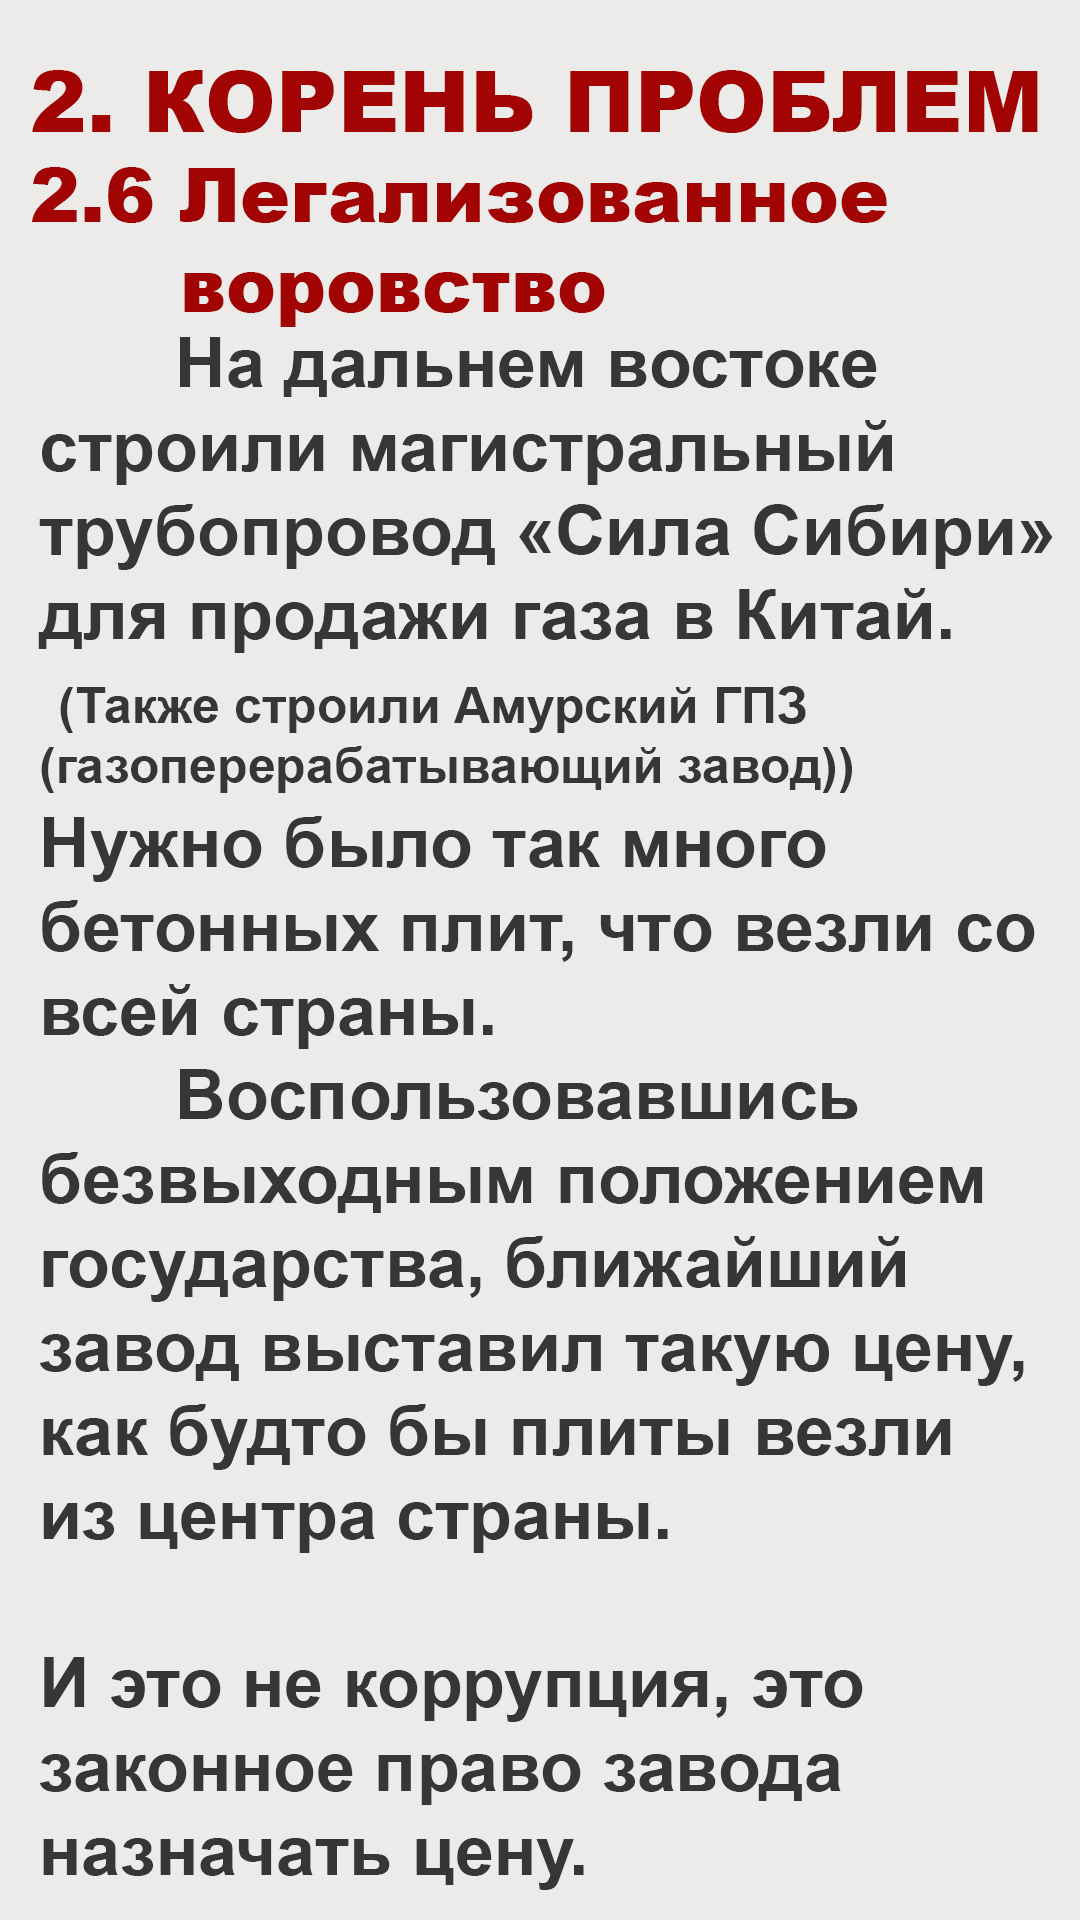 2. КОРЕНЬ ПРОБЛЕМ
2.6 Легализованное
воровство
На дальнем востоке
строили магистральный
трубопровод «Сила Сибири»
для продажи газа в Китай.
(Также строили Амурский ГПЗ
(газоперерабатывающий завод))
Нужно было так много
бетонных плит, что везли со
всей страны.
Воспользовавшись
безвыходным положением
государства, ближайший
завод выставил такую цену,
как будто бы плиты везли
из центра страны.
И это не коррупция, это
законное право завода
назначать цену.